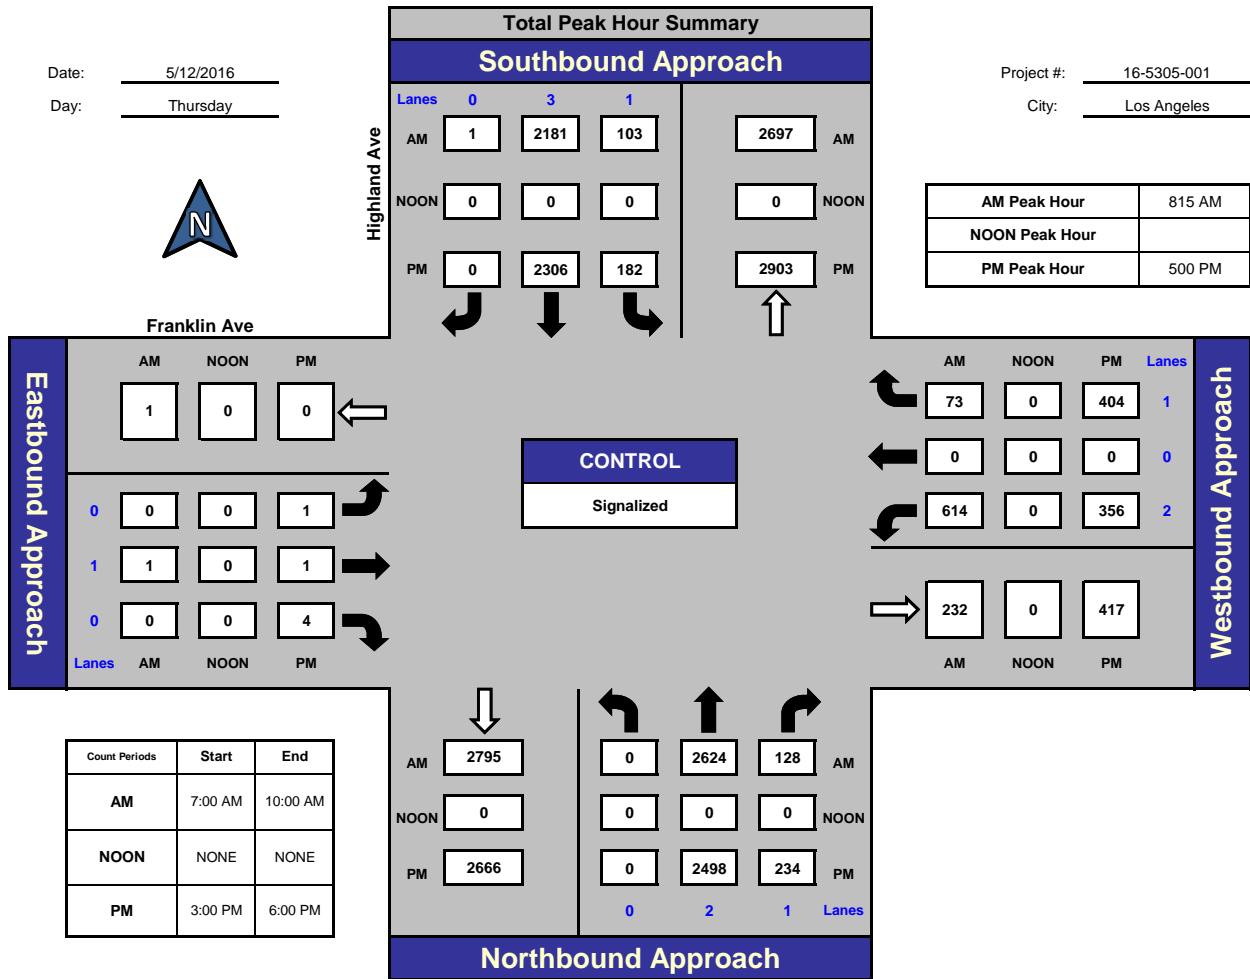 Total Peak Hour Summary
Southbound Approach
Date: 5/12/2016
Day: Thursday
Project #: 16-5305-001
City: Los Angeles
N
Highland Ave
Lanes 0 3 1
AM 1 2181 103 2697 AM
NOON 0 0 0 0 NOON
PM 0 2306 182 2903 PM
AM Peak Hour 815 AM
NOON Peak Hour
PM Peak Hour 500 PM
Franklin Ave
Eastbound Approach
AM NOON PM
1 0 0
0 0 0 1
1 1 0 1
0 0 0 4
Lanes AM NOON PM
CONTROL
Signalized
AM NOON PM Lanes
73 0 404 1
0 0 0 0
614 0 356 2
232 0 417
AM NOON PM
Westbound Approach
Count Periods Start End
AM 7:00 AM 10:00 AM
NOON NONE NONE
PM 3:00 PM 6:00 PM
AM 2795 0 2624 128 AM
NOON 0 0 0 0 NOON
PM 2666 0 2498 234 PM
0 2 1 Lanes
Northbound Approach